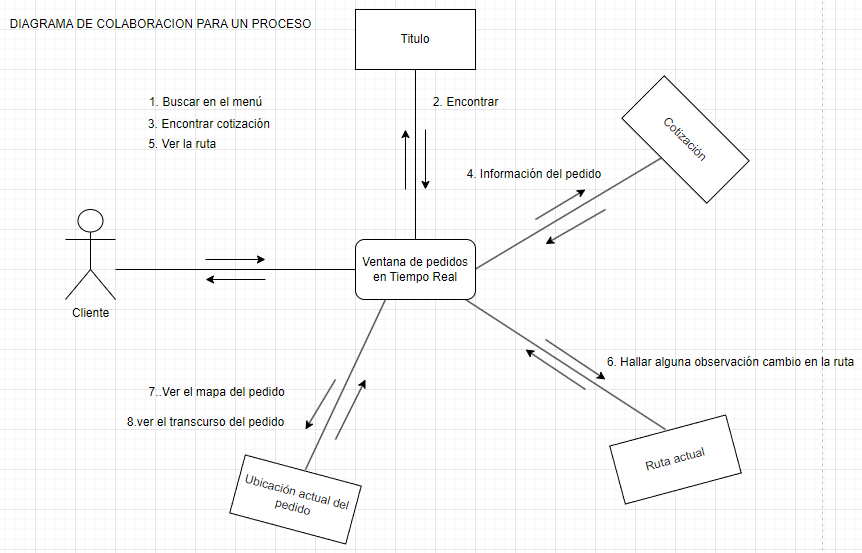 DIAGRAMA DE COLABORACION PARA UN PROCESO
Titulo
1. Buscar en el menú
3. Encontrar cotización
5. Ver la ruta
2. Encontrar
Cotización
4. Información del pedido
Cliente
Ventana de pedidos
en Tiempo Real
6. Hallar alguna observación cambio en la ruta
7..Ver el mapa del pedido
8.ver el transcurso del pedido
Ubicación actual del
pedido
Ruta actual